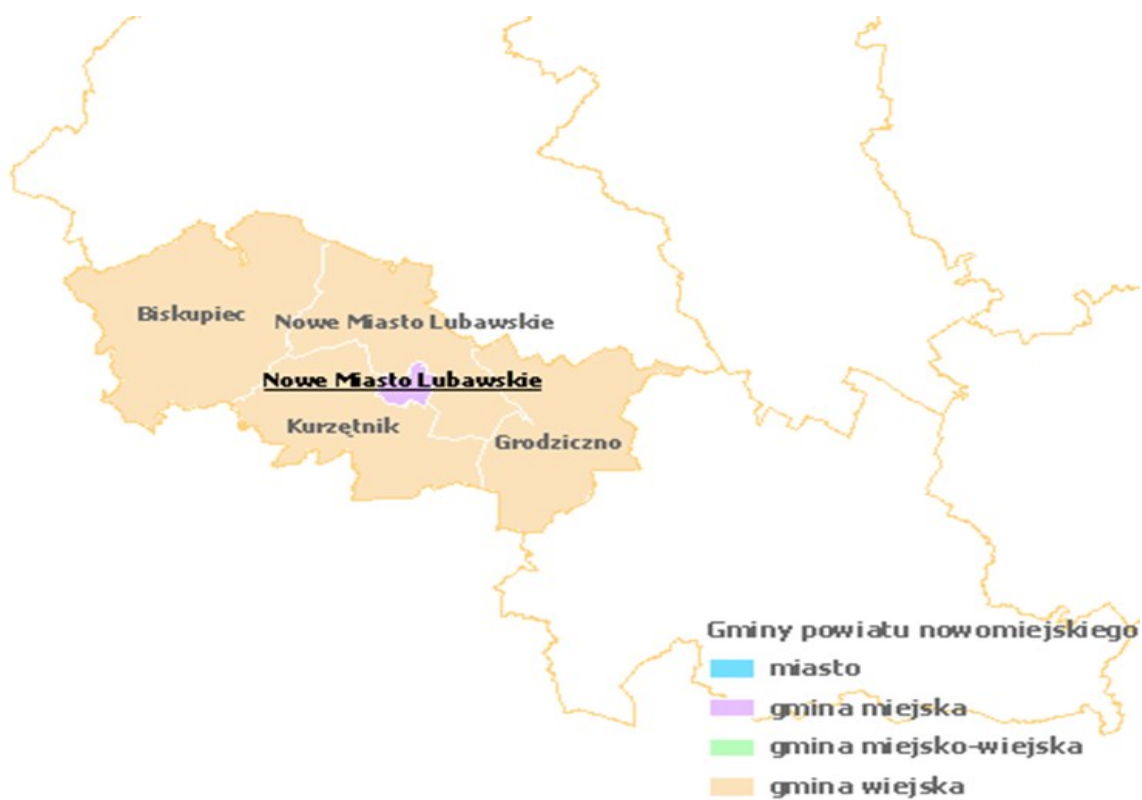 Biskupiec
Nowe Miasto Lubawskie
Nowe Miasto Lubawskie
Kurzętnik
Grodziczno
Gminy powiatu nowomiejskiego
miasto
gmina miejska
gmina miejsko-wiejska
gmina wiejska